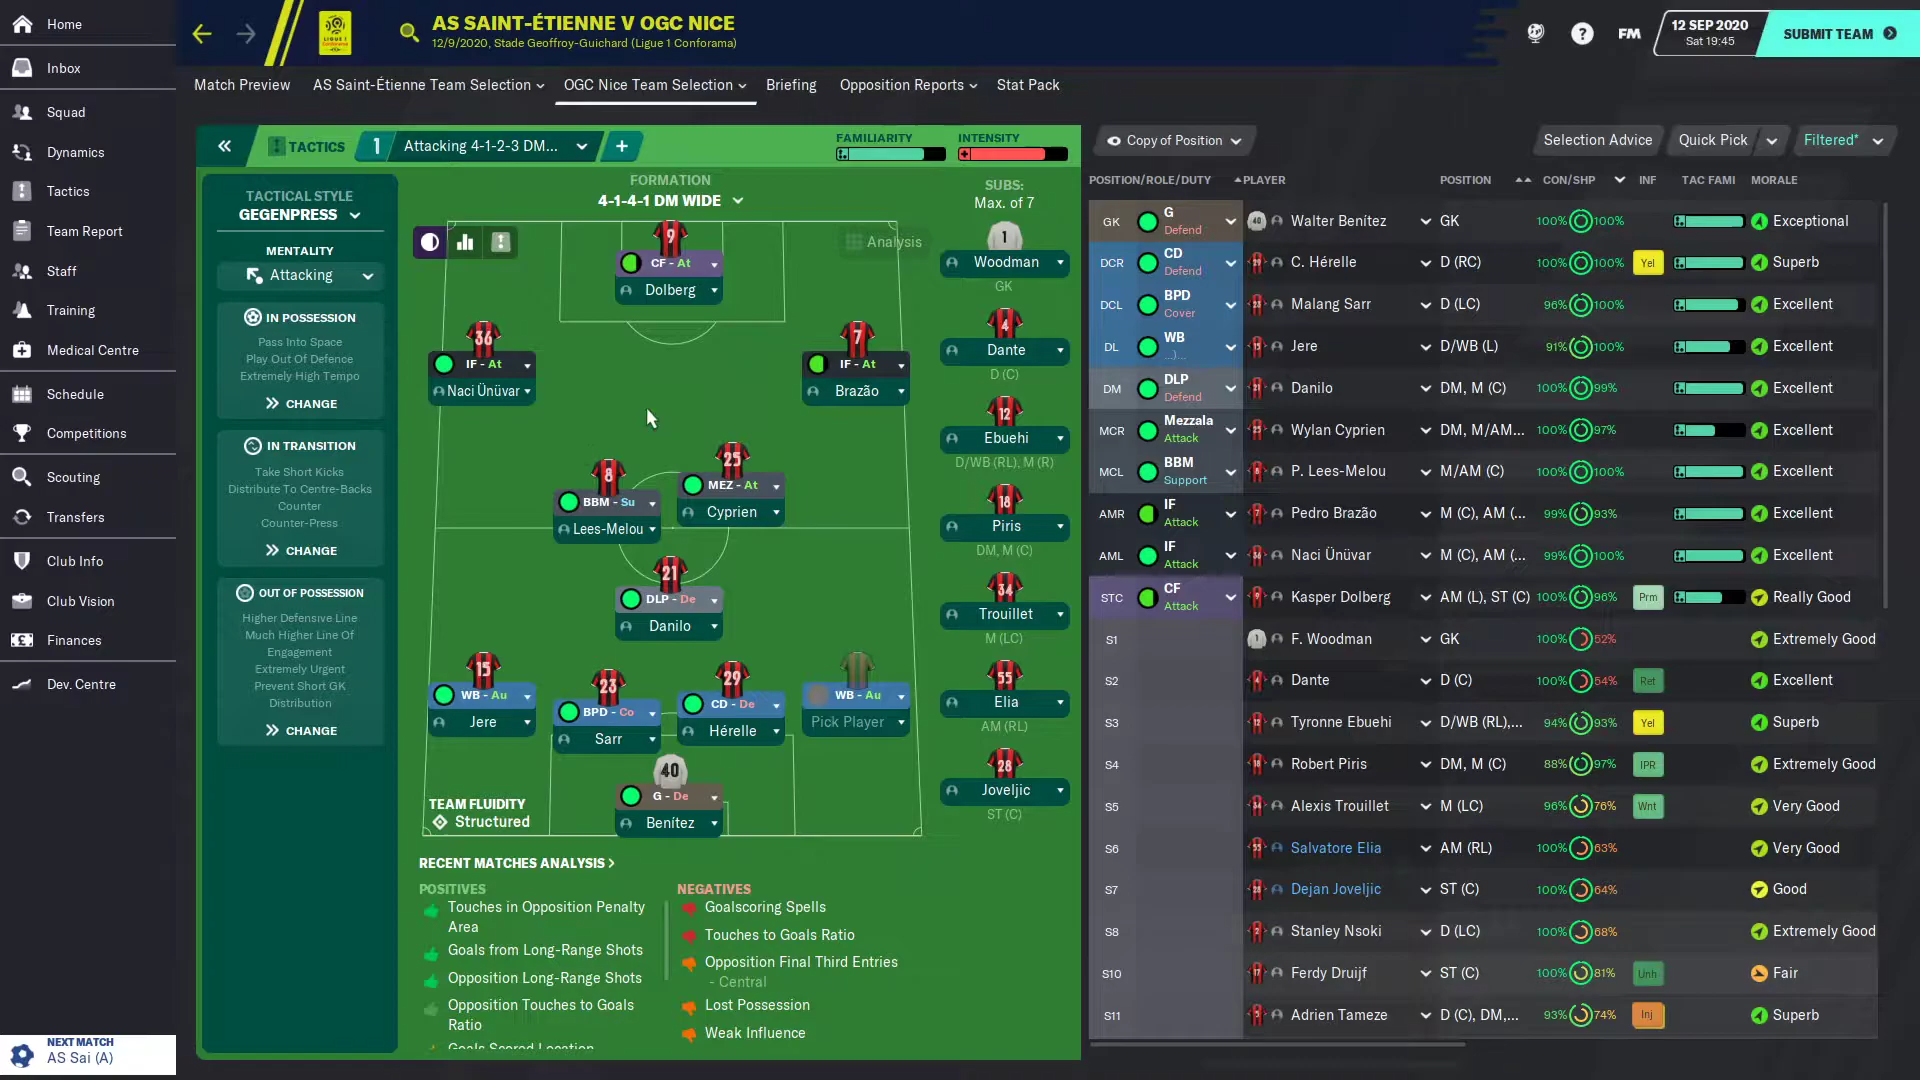 Home
Inbox
Squad
Dynamics
Tactics
Team Report
Staff
Training
Medical Centre
Schedule
Competitions
Scouting
Transfers
Club Info
Club Vision
Finances
Dev. Centre
NEXT MATCH
AS Sai (A)
AS SAINT-ÉTIENNE V OGC NICE
12/9/2020, Stade Geoffroy-Guichard (Ligue 1 Conforama)
FM
12 SEP 2020
Sat 19:45
SUBMIT TEAM
Match Preview
AS Saint-Étienne Team Selection
OGC Nice Team Selection
Briefing
Opposition Reports
Stat Pack
TACTICS
1
Attacking 4-1-2-3 DM...
+
FAMILIARITY
INTENSITY
TACTICAL STYLE
GEGENPRESS
MENTALITY
Attacking
IN POSSESSION
Pass Into Space
Play Out Of Defence
Extremely High Tempo
CHANGE
IN TRANSITION
Take Short Kicks
Distribute To Centre-Backs
Counter
Counter-Press
CHANGE
OUT OF POSSESSION
Higher Defensive Line
Much Higher Line Of
Engagement
Extremely Urgent
Prevent Short GK
Distribution
CHANGE
FORMATION
4-1-4-1 DM WIDE
Analysis
9
CF - At
Dolberg
36
IF - At
Naci Ünüvar
7
IF - At
Brazão
8
BBM - Su
Lees-Melou
25
MEZ - At
Cyprien
21
DLP - De
Danilo
15
WB - Au
Jere
23
BPD - Co
Sarr
29
CD - De
Hérelle
WB - Au
Pick Player
40
G - De
Benítez
TEAM FLUIDITY
Structured
SUBS:
Max. of 7
1
Woodman
GK
4
Dante
D (C)
12
Ebuehi
D/WB (RL), M (R)
18
Piris
DM, M (C)
34
Trouillet
M (LC)
55
Elia
AM (RL)
28
Joveljic
ST (C)
RECENT MATCHES ANALYSIS >
POSITIVES
Touches in Opposition Penalty
Area
Goals from Long-Range Shots
Opposition Long-Range Shots
Opposition Touches to Goals
Ratio
Goals Scored Location
NEGATIVES
Goalscoring Spells
Touches to Goals Ratio
Opposition Final Third Entries
- Central
Lost Possession
Weak Influence
Copy of Position
Selection Advice
Quick Pick
Filtered*
POSITION/ROLE/DUTY PLAYER POSITION CON/SHP INF TAC FAMI MORALE
GK G Defend Walter Benítez GK 100% 100% Exceptional
DCR CD Defend C. Hérelle D (RC) 100% 100% Yel Superb
DCL BPD Cover Malang Sarr D (LC) 96% 100% Excellent
DL WB ...)... Jere D/WB (L) 91% 100% Excellent
DM DLP Defend Danilo DM, M (C) 100% 99% Excellent
MCR Mezzala Attack Wylan Cyprien DM, M/AM... 100% 97% Excellent
MCL BBM Support P. Lees-Melou M/AM (C) 100% 100% Excellent
AMR IF Attack Pedro Brazão M (C), AM (... 99% 93% Excellent
AML IF Attack Naci Ünüvar M (C), AM (... 99% 100% Excellent
STC CF Attack Kasper Dolberg AM (L), ST (C) 100% 96% Prm Really Good
S1 F. Woodman GK 100% 52% Extremely Good
S2 Dante D (C) 100% 54% Ret Excellent
S3 Tyronne Ebuehi D/WB (RL),... 94% 93% Yel Superb
S4 Robert Piris DM, M (C) 88% 97% IPR Extremely Good
S5 Alexis Trouillet M (LC) 96% 76% Wnt Very Good
S6 Salvatore Elia AM (RL) 100% 63% Very Good
S7 Dejan Joveljic ST (C) 100% 64% Good
S8 Stanley Nsoki D (LC) 100% 68% Extremely Good
S10 Ferdy Druijf ST (C) 100% 81% Unh Fair
S11 Adrien Tameze D (C), DM,... 93% 74% Inj Superb